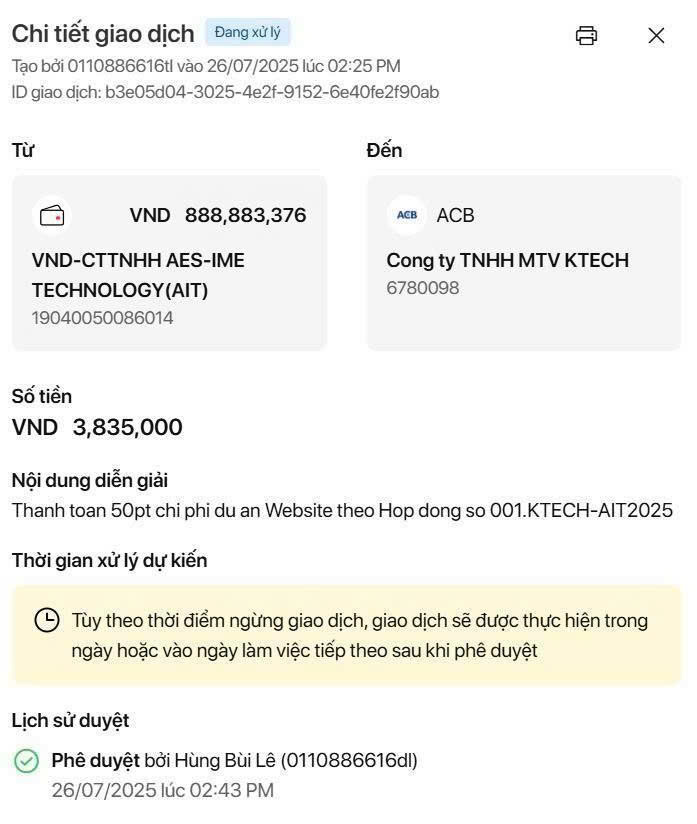 Chi tiết giao dịch Đang xử lý
Tạo bởi 0110886616tl vào 26/07/2025 lúc 02:25 PM
ID giao dịch: b3e05d04-3025-4e2f-9152-6e40fe2f90ab
Từ
VND 888,883,376
VND-CTTNHH AES-IME
TECHNOLOGY(AIT)
19040050086014
Đến
ACB ACB
Cong ty TNHH MTV KTECH
6780098
Số tiền
VND 3,835,000
Nội dung diễn giải
Thanh toan 50pt chi phi du an Website theo Hop dong so 001.KTECH-AIT2025
Thời gian xử lý dự kiến
Tùy theo thời điểm ngừng giao dịch, giao dịch sẽ được thực hiện trong
ngày hoặc vào ngày làm việc tiếp theo sau khi phê duyệt
Lịch sử duyệt
Phê duyệt bởi Hùng Bùi Lê (0110886616dl)
26/07/2025 lúc 02:43 PM